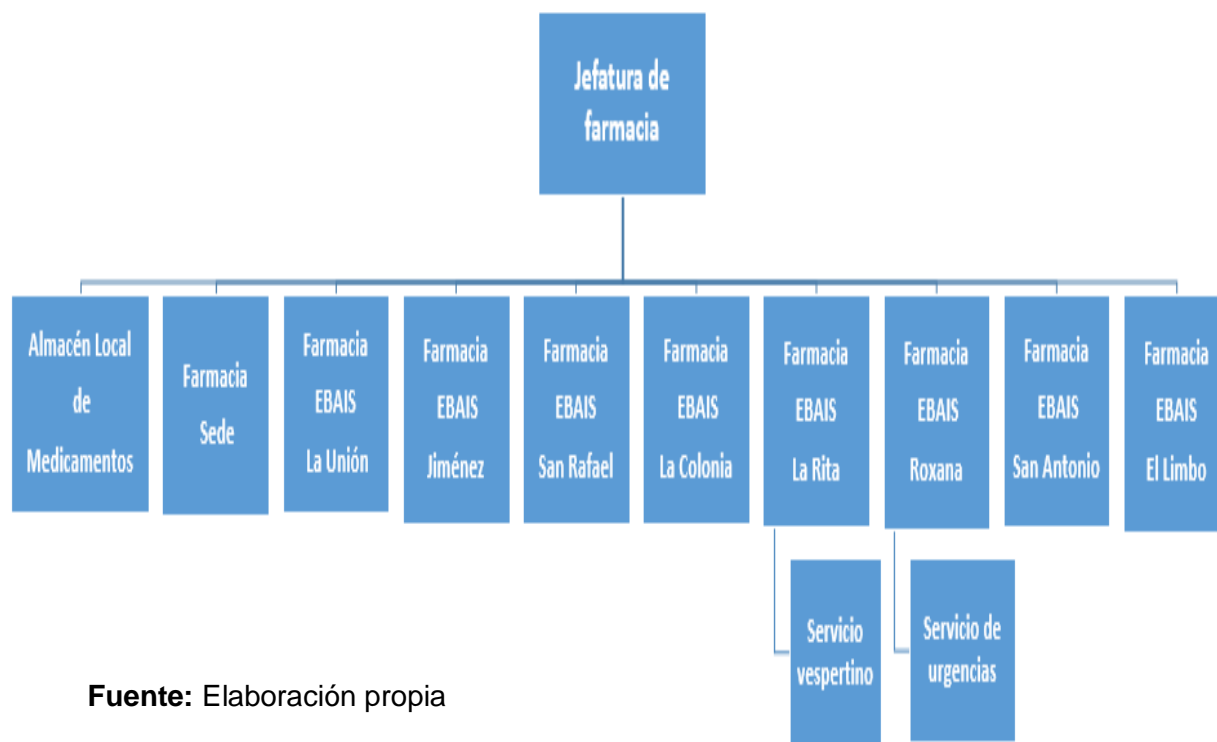 Jefatura de
farmacia
Almacén Local
de
Medicamentos
Farmacia
Sede
Farmacia
EBAIS
La Unión
Farmacia
EBAIS
Jiménez
Farmacia
EBAIS
San Rafael
Farmacia
EBAIS
La Colonia
Farmacia
EBAIS
La Rita
Farmacia
EBAIS
Roxana
Farmacia
EBAIS
San Antonio
Farmacia
EBAIS
El Limbo
Servicio
vespertino
Servicio de
urgencias
Fuente: Elaboración propia